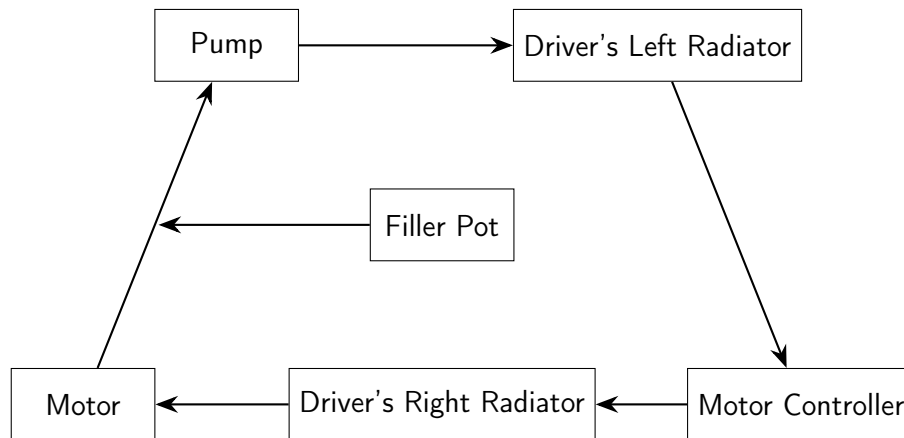 Pump
Driver's Left Radiator
Filler Pot
Motor
Driver's Right Radiator
Motor Controller